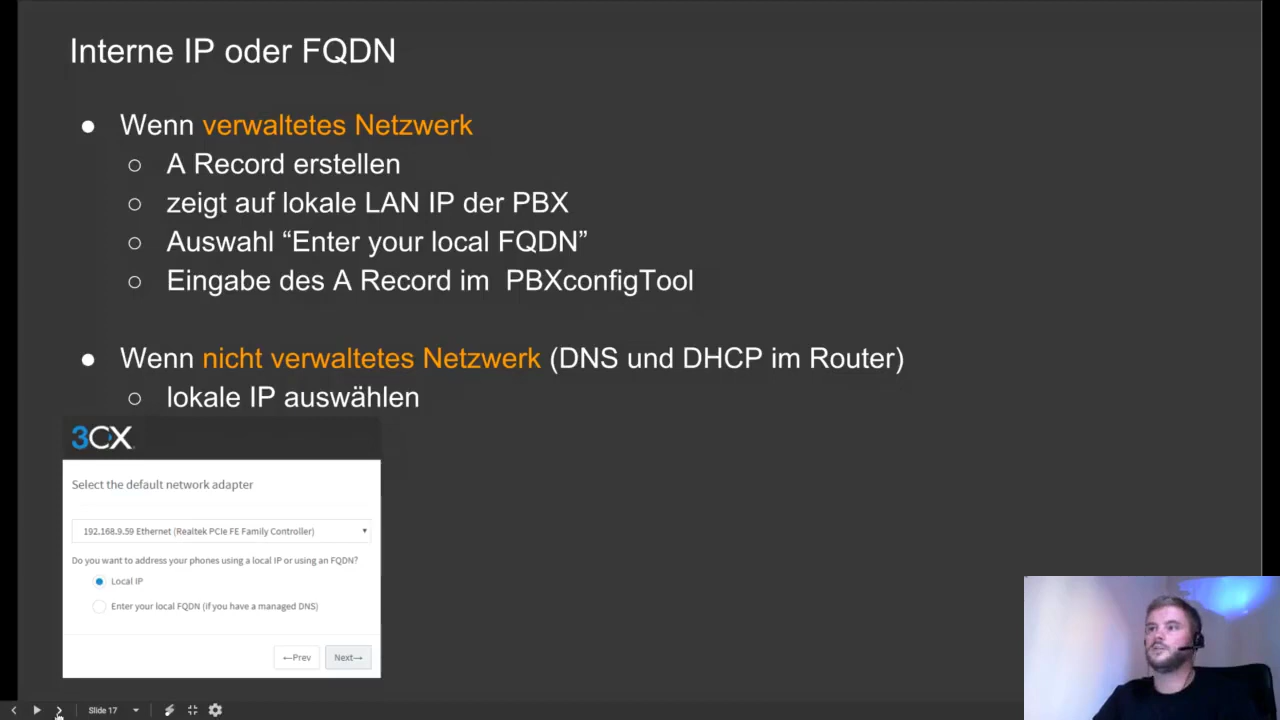 Interne IP oder FQDN
● Wenn verwaltetes Netzwerk
○ A Record erstellen
○ zeigt auf lokale LAN IP der PBX
○ Auswahl “Enter your local FQDN”
○ Eingabe des A Record im  PBXconfigTool
● Wenn nicht verwaltetes Netzwerk (DNS und DHCP im Router)
○ lokale IP auswählen
3CX
Select the default network adapter
192.168.9.59 Ethernet (Realtek PCIe FE Family Controller)
Do you want to address your phones using a local IP or using an FQDN?
Local IP
Enter your local FQDN (if you have a managed DNS)
←Prev Next→
Slide 17